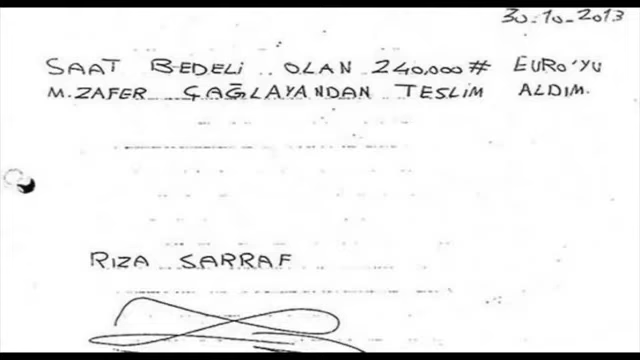 30.10.2013
SAAT BEDELİ OLAN 240,000# EURO'YU
M.ZAFER ÇAĞLAYANDAN TESLİM ALDIM.
RIZA SARRAF